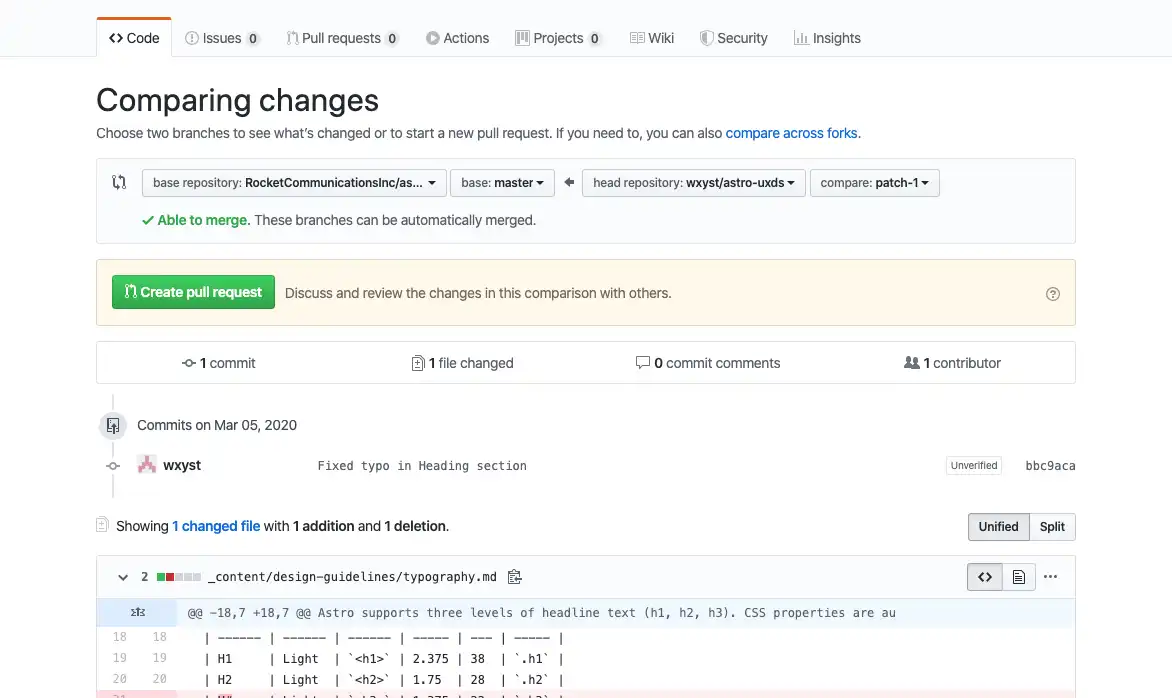 Code Issues 0 Pull requests 0 Actions Projects 0 Wiki Security Insights
Comparing changes
Choose two branches to see what's changed or to start a new pull request. If you need to, you can also compare across forks.
base repository: RocketCommunicationsInc/as... base: master head repository: wxyst/astro-uxds compare: patch-1
Able to merge. These branches can be automatically merged.
Create pull request Discuss and review the changes in this comparison with others.
1 commit 1 file changed 0 commit comments 1 contributor
Commits on Mar 05, 2020
wxyst Fixed typo in Heading section Unverified bbc9aca
Showing 1 changed file with 1 addition and 1 deletion. Unified Split
2 _content/design-guidelines/typography.md
@@ -18,7 +18,7 @@ Astro supports three levels of headline text (h1, h2, h3). CSS properties are au
18 18 | ------ | ------ | ------ | ----- | --- | ----- |
19 19 | H1 | Light | `<h1>` | 2.375 | 38 | `.h1` |
20 20 | H2 | Light | `<h2>` | 1.75 | 28 | `.h2` |